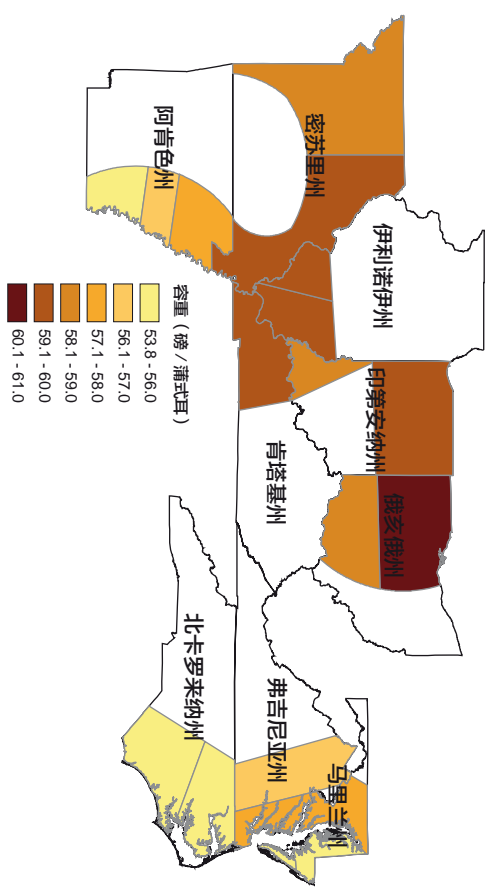 密苏里州
伊利诺伊州
印第安纳州
俄亥俄州
阿肯色州
肯塔基州
北卡罗来纳州
弗吉尼亚州
马里兰州
容重（磅／蒲式耳）
53.8 - 56.0
56.1 - 57.0
57.1 - 58.0
58.1 - 59.0
59.1 - 60.0
60.1 - 61.0